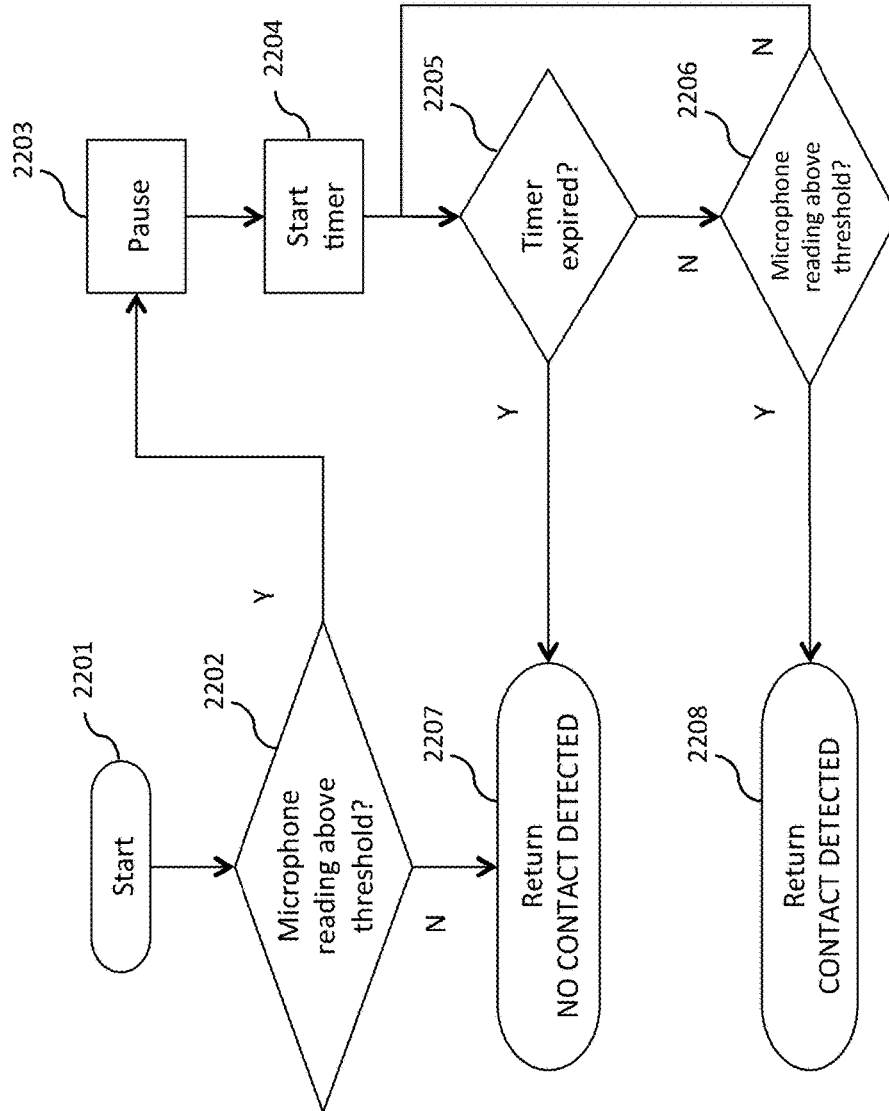 2201
Start
2202
Microphone
reading above
threshold?
Y
N
2207
Return
NO CONTACT DETECTED
2208
Return
CONTACT DETECTED
2203
Pause
2204
Start
timer
2205
Timer
expired?
Y
N
2206
Microphone
reading above
threshold?
Y
N